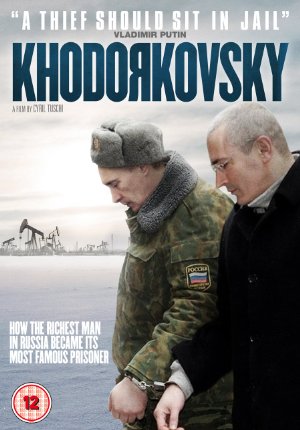 "A THIEF SHOULD SIT IN JAIL"
VLADIMIR PUTIN
KHODOЯKOVSKY
A FILM BY CYRIL TUSCHI
РОССИЯ
HOW THE RICHEST MAN
IN RUSSIA BECAME ITS
MOST FAMOUS PRISONER
12